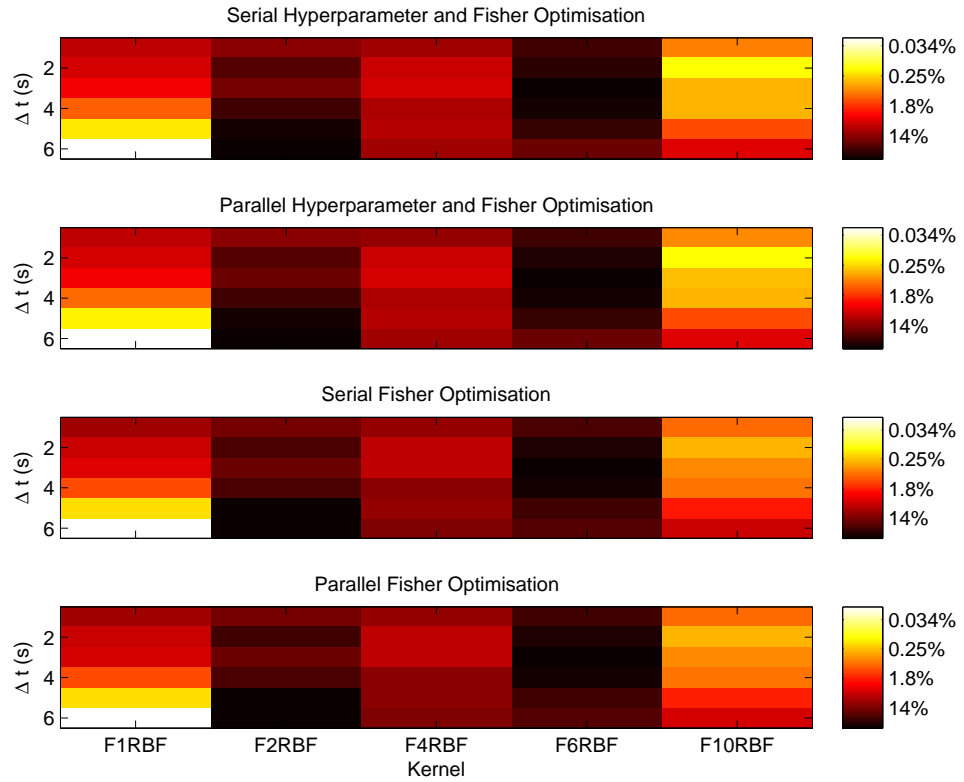 Serial Hyperparameter and Fisher Optimisation
Δ t (s)
2
4
6
0.034%
0.25%
1.8%
14%
Parallel Hyperparameter and Fisher Optimisation
Δ t (s)
2
4
6
0.034%
0.25%
1.8%
14%
Serial Fisher Optimisation
Δ t (s)
2
4
6
0.034%
0.25%
1.8%
14%
Parallel Fisher Optimisation
Δ t (s)
2
4
6
0.034%
0.25%
1.8%
14%
F1RBF F2RBF F4RBF F6RBF F10RBF
Kernel